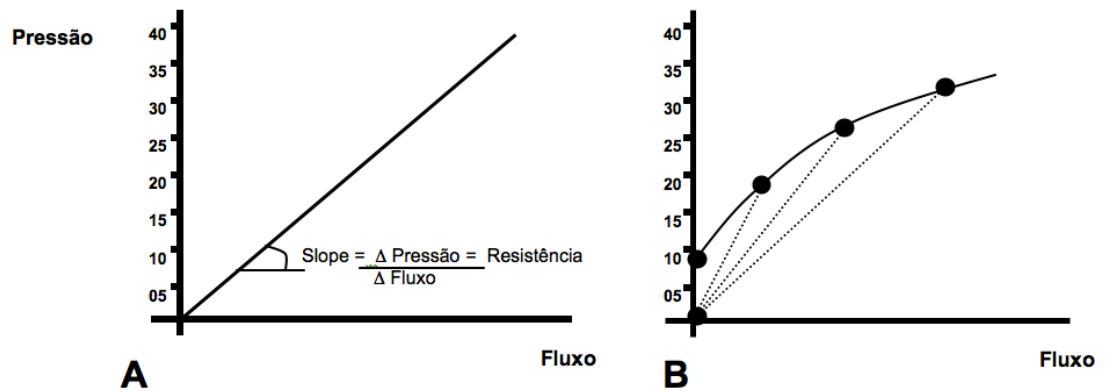 Pressão
40
35
30
25
20
15
10
05
Slope = Δ Pressão = Resistência
Δ Fluxo
Fluxo
A
40
35
30
25
20
15
10
05
Fluxo
B